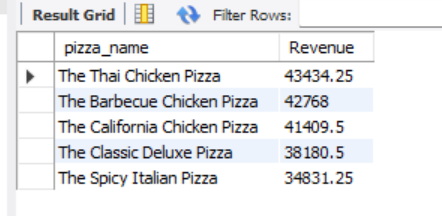 Result Grid Filter Rows:
pizza_name Revenue
The Thai Chicken Pizza 43434.25
The Barbecue Chicken Pizza 42768
The California Chicken Pizza 41409.5
The Classic Deluxe Pizza 38180.5
The Spicy Italian Pizza 34831.25